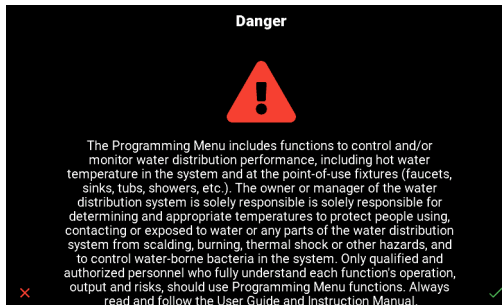 Danger
The Programming Menu includes functions to control and/or
monitor water distribution performance, including hot water
temperature in the system and at the point-of-use fixtures (faucets,
sinks, tubs, showers, etc.). The owner or manager of the water
distribution system is solely responsible is solely responsible for
determining and appropriate temperatures to protect people using,
contacting or exposed to water or any parts of the water distribution
system from scalding, burning, thermal shock or other hazards, and
to control water-borne bacteria in the system. Only qualified and
authorized personnel who fully understand each function's operation,
output and risks, should use Programming Menu functions. Always
read and follow the User Guide and Instruction Manual.